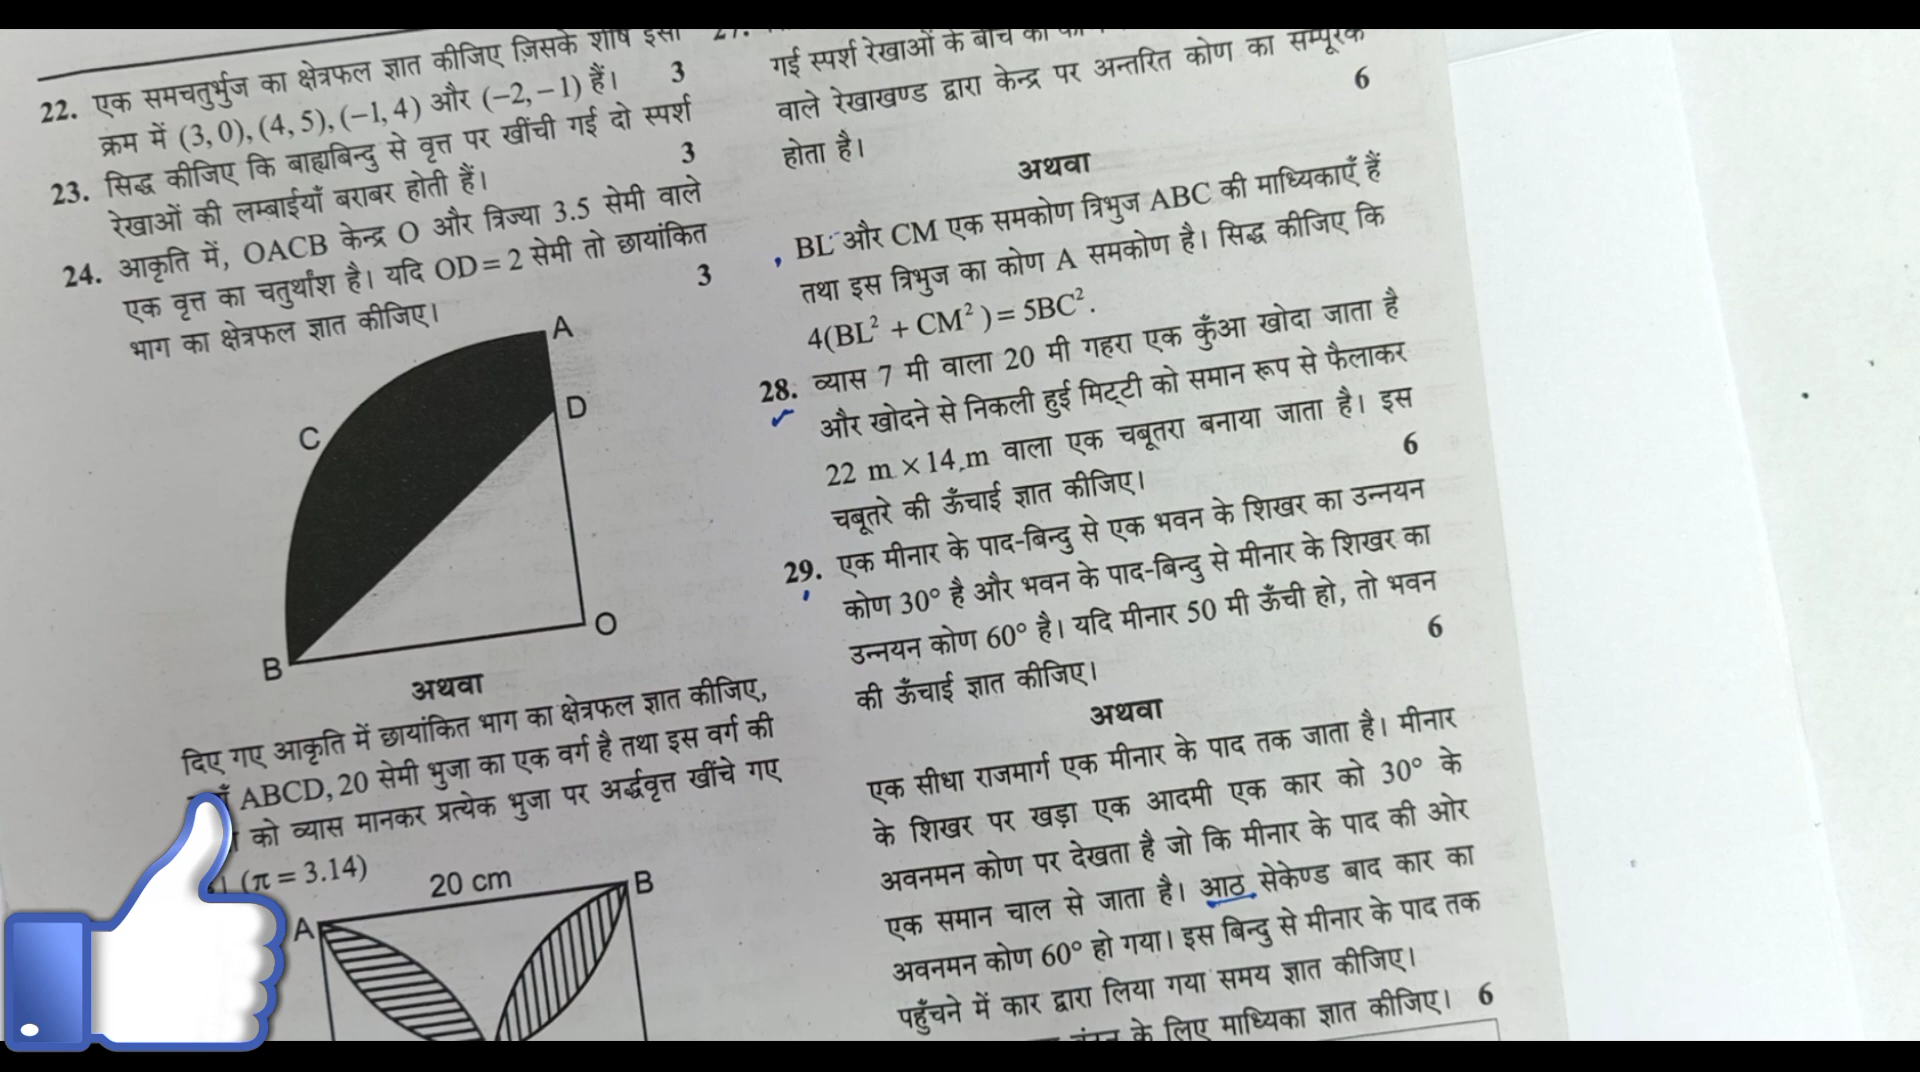 22. एक समचतुर्भुज का क्षेत्रफल ज्ञात कीजिए जिसके शीर्ष इसी
क्रम में (3, 0), (4, 5), (−1, 4) और (−2, −1) हैं। 3
23. सिद्ध कीजिए कि बाह्यबिन्दु से वृत्त पर खींची गई दो स्पर्श
रेखाओं की लम्बाईयाँ बराबर होती हैं। 3
24. आकृति में, OACB केन्द्र O और त्रिज्या 3.5 सेमी वाले
एक वृत्त का चतुर्थांश है। यदि OD = 2 सेमी तो छायांकित
भाग का क्षेत्रफल ज्ञात कीजिए। 3
A
D
C
O
B
अथवा
दिए गए आकृति में छायांकित भाग का क्षेत्रफल ज्ञात कीजिए,
ABCD, 20 सेमी भुजा का एक वर्ग है तथा इस वर्ग की
को व्यास मानकर प्रत्येक भुजा पर अर्द्धवृत्त खींचे गए
(π = 3.14)
20 cm
A
B
27.
गई स्पर्श रेखाओं के बीच का
वाले रेखाखण्ड द्वारा केन्द्र पर अन्तरित कोण का सम्पूरक
होता है। 6
अथवा
BL और CM एक समकोण त्रिभुज ABC की माध्यिकाएँ हैं
तथा इस त्रिभुज का कोण A समकोण है। सिद्ध कीजिए कि
4(BL² + CM²) = 5BC².
28. व्यास 7 मी वाला 20 मी गहरा एक कुँआ खोदा जाता है
और खोदने से निकली हुई मिट्टी को समान रूप से फैलाकर
22 m × 14 m वाला एक चबूतरा बनाया जाता है। इस
चबूतरे की ऊँचाई ज्ञात कीजिए। 6
29. एक मीनार के पाद-बिन्दु से एक भवन के शिखर का उन्नयन
कोण 30° है और भवन के पाद-बिन्दु से मीनार के शिखर का
उन्नयन कोण 60° है। यदि मीनार 50 मी ऊँची हो, तो भवन
की ऊँचाई ज्ञात कीजिए। 6
अथवा
एक सीधा राजमार्ग एक मीनार के पाद तक जाता है। मीनार
के शिखर पर खड़ा एक आदमी एक कार को 30° के
अवनमन कोण पर देखता है जो कि मीनार के पाद की ओर
एक समान चाल से जाता है। आठ सेकेण्ड बाद कार का
अवनमन कोण 60° हो गया। इस बिन्दु से मीनार के पाद तक
पहुँचने में कार द्वारा लिया गया समय ज्ञात कीजिए।
के लिए माध्यिका ज्ञात कीजिए। 6